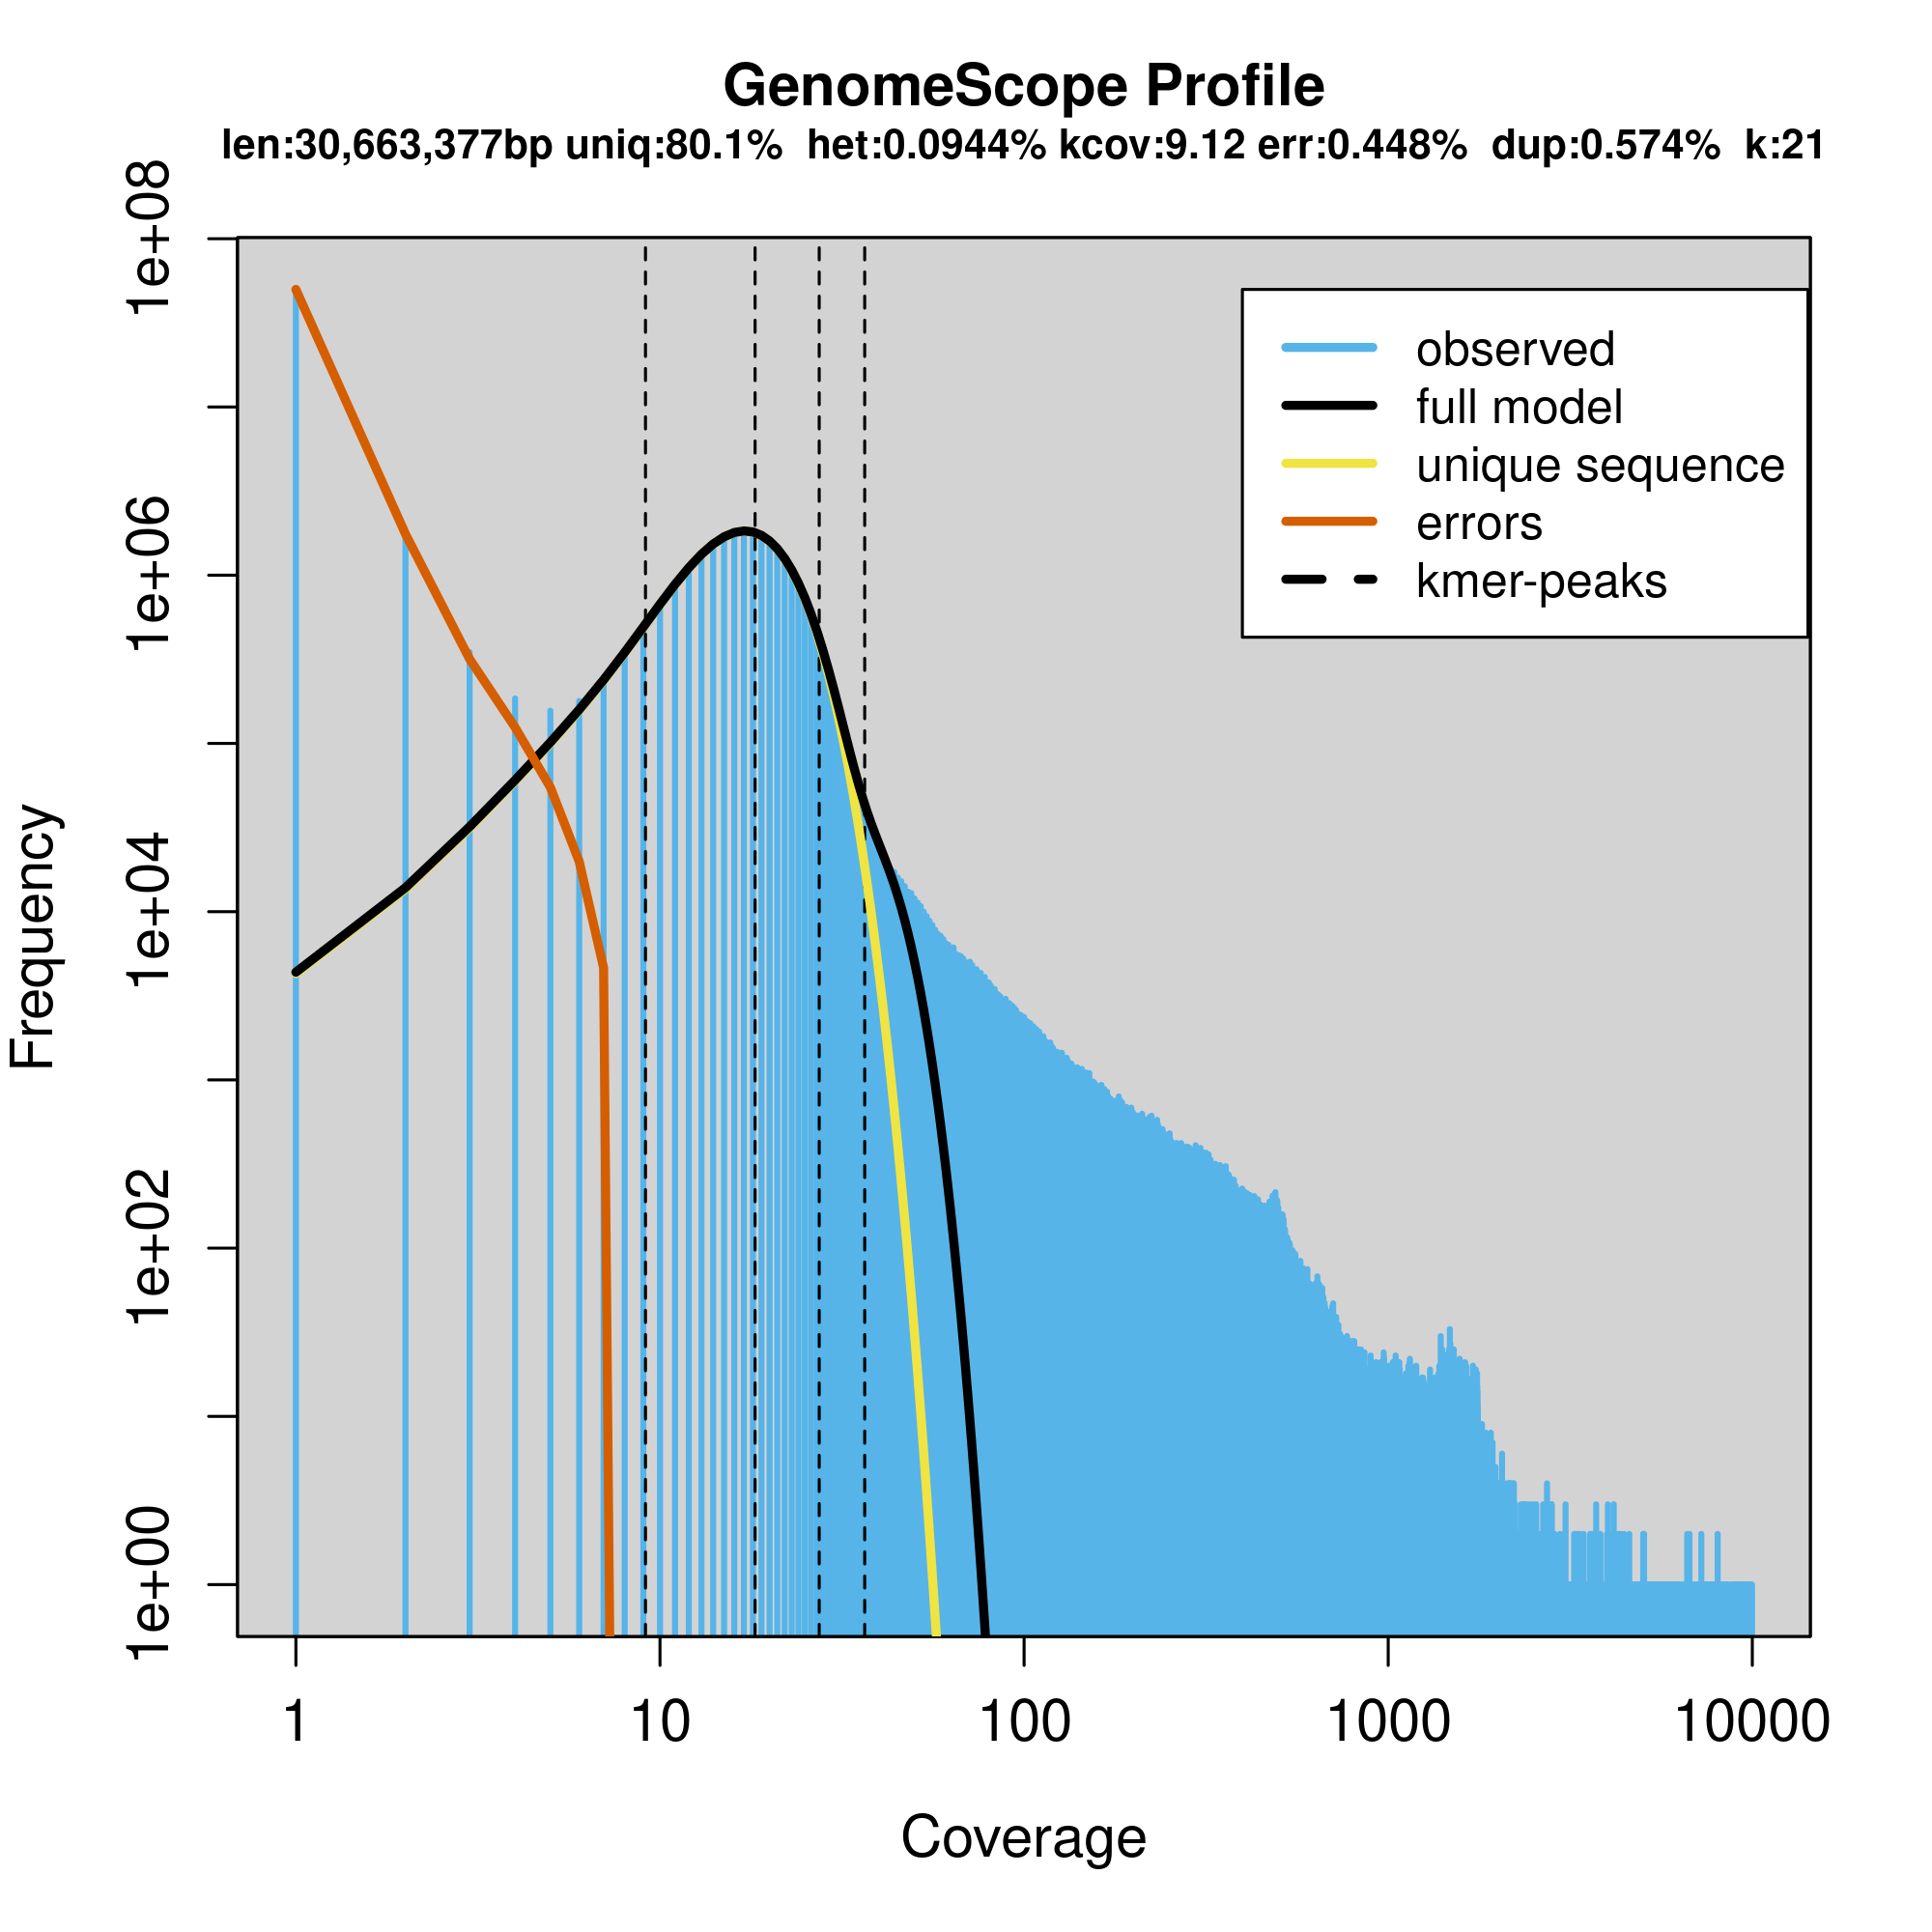 GenomeScope Profile
len:30,663,377bp uniq:80.1% het:0.0944% kcov:9.12 err:0.448% dup:0.574% k:21
observed
full model
unique sequence
errors
kmer-peaks
Frequency
1e+08
1e+06
1e+04
1e+02
1e+00
1 10 100 1000 10000
Coverage